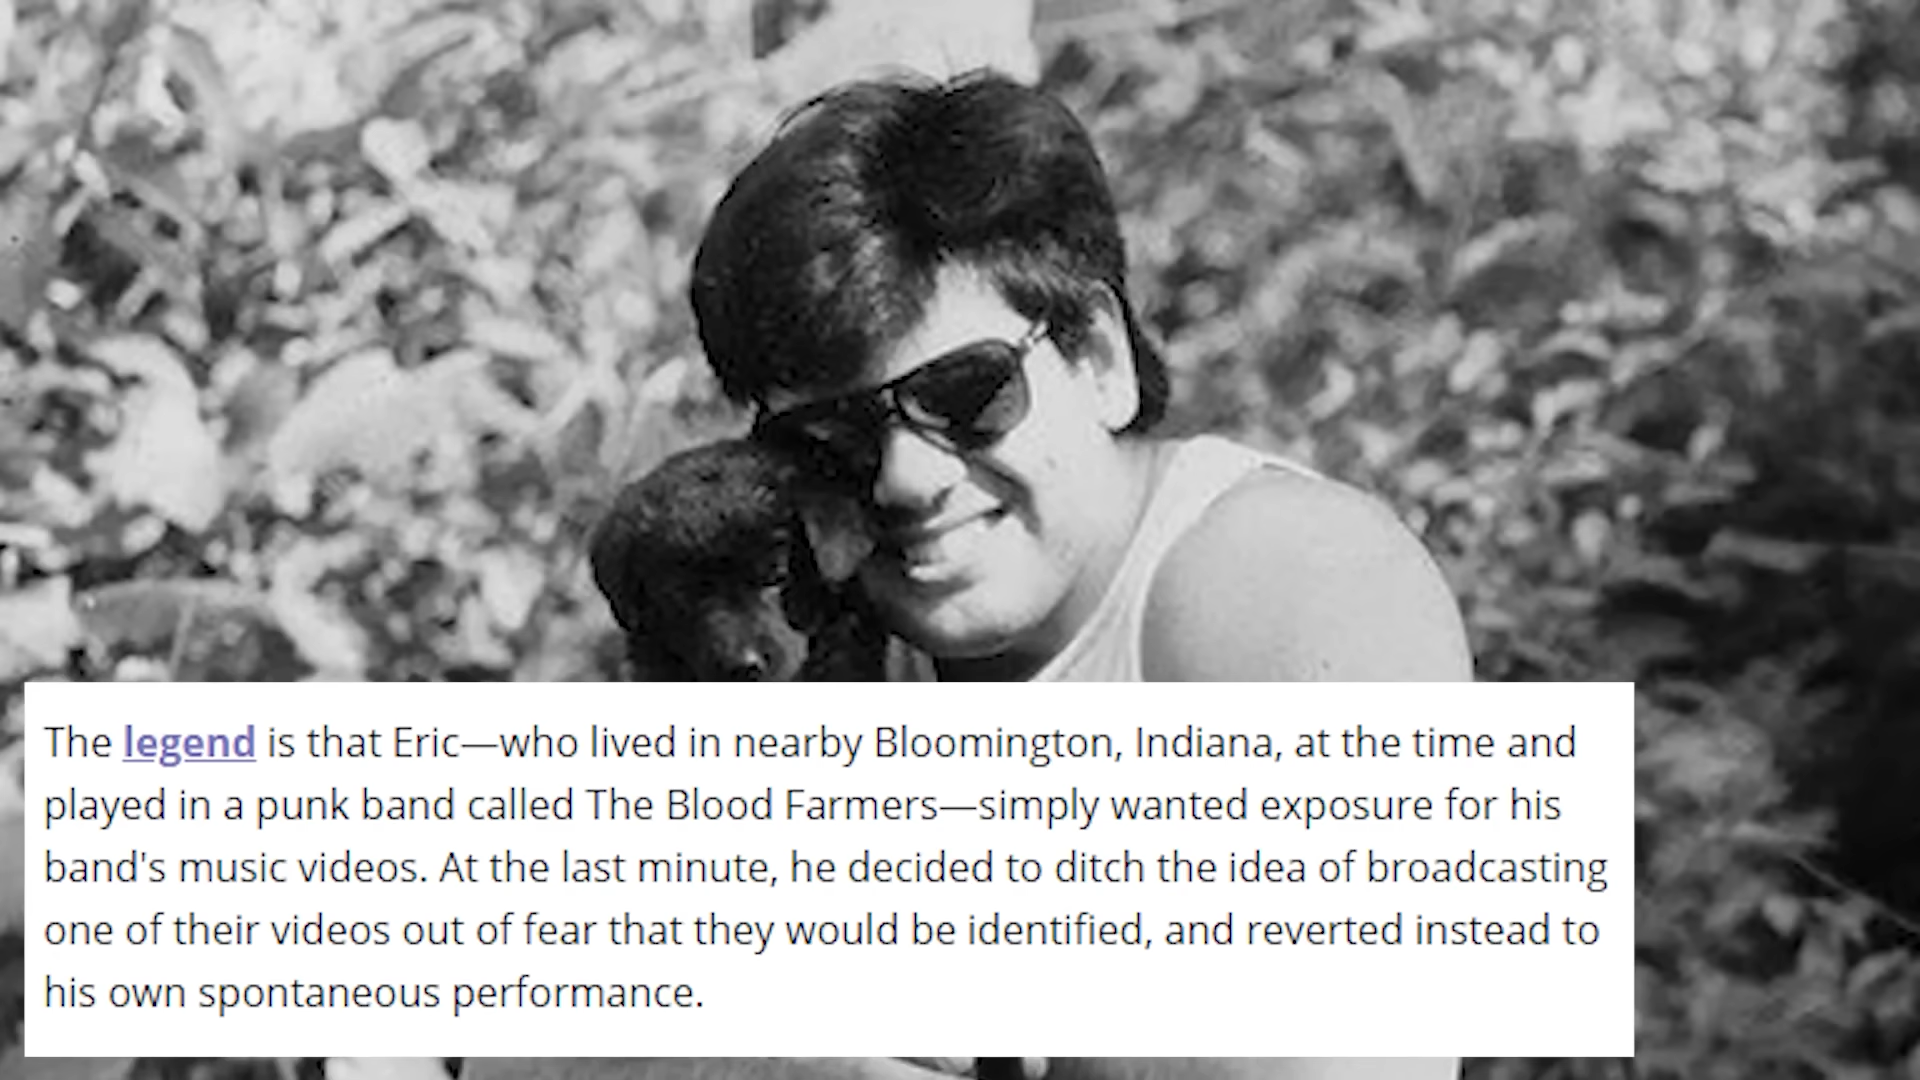 The legend is that Eric—who lived in nearby Bloomington, Indiana, at the time and
played in a punk band called The Blood Farmers—simply wanted exposure for his
band's music videos. At the last minute, he decided to ditch the idea of broadcasting
one of their videos out of fear that they would be identified, and reverted instead to
his own spontaneous performance.